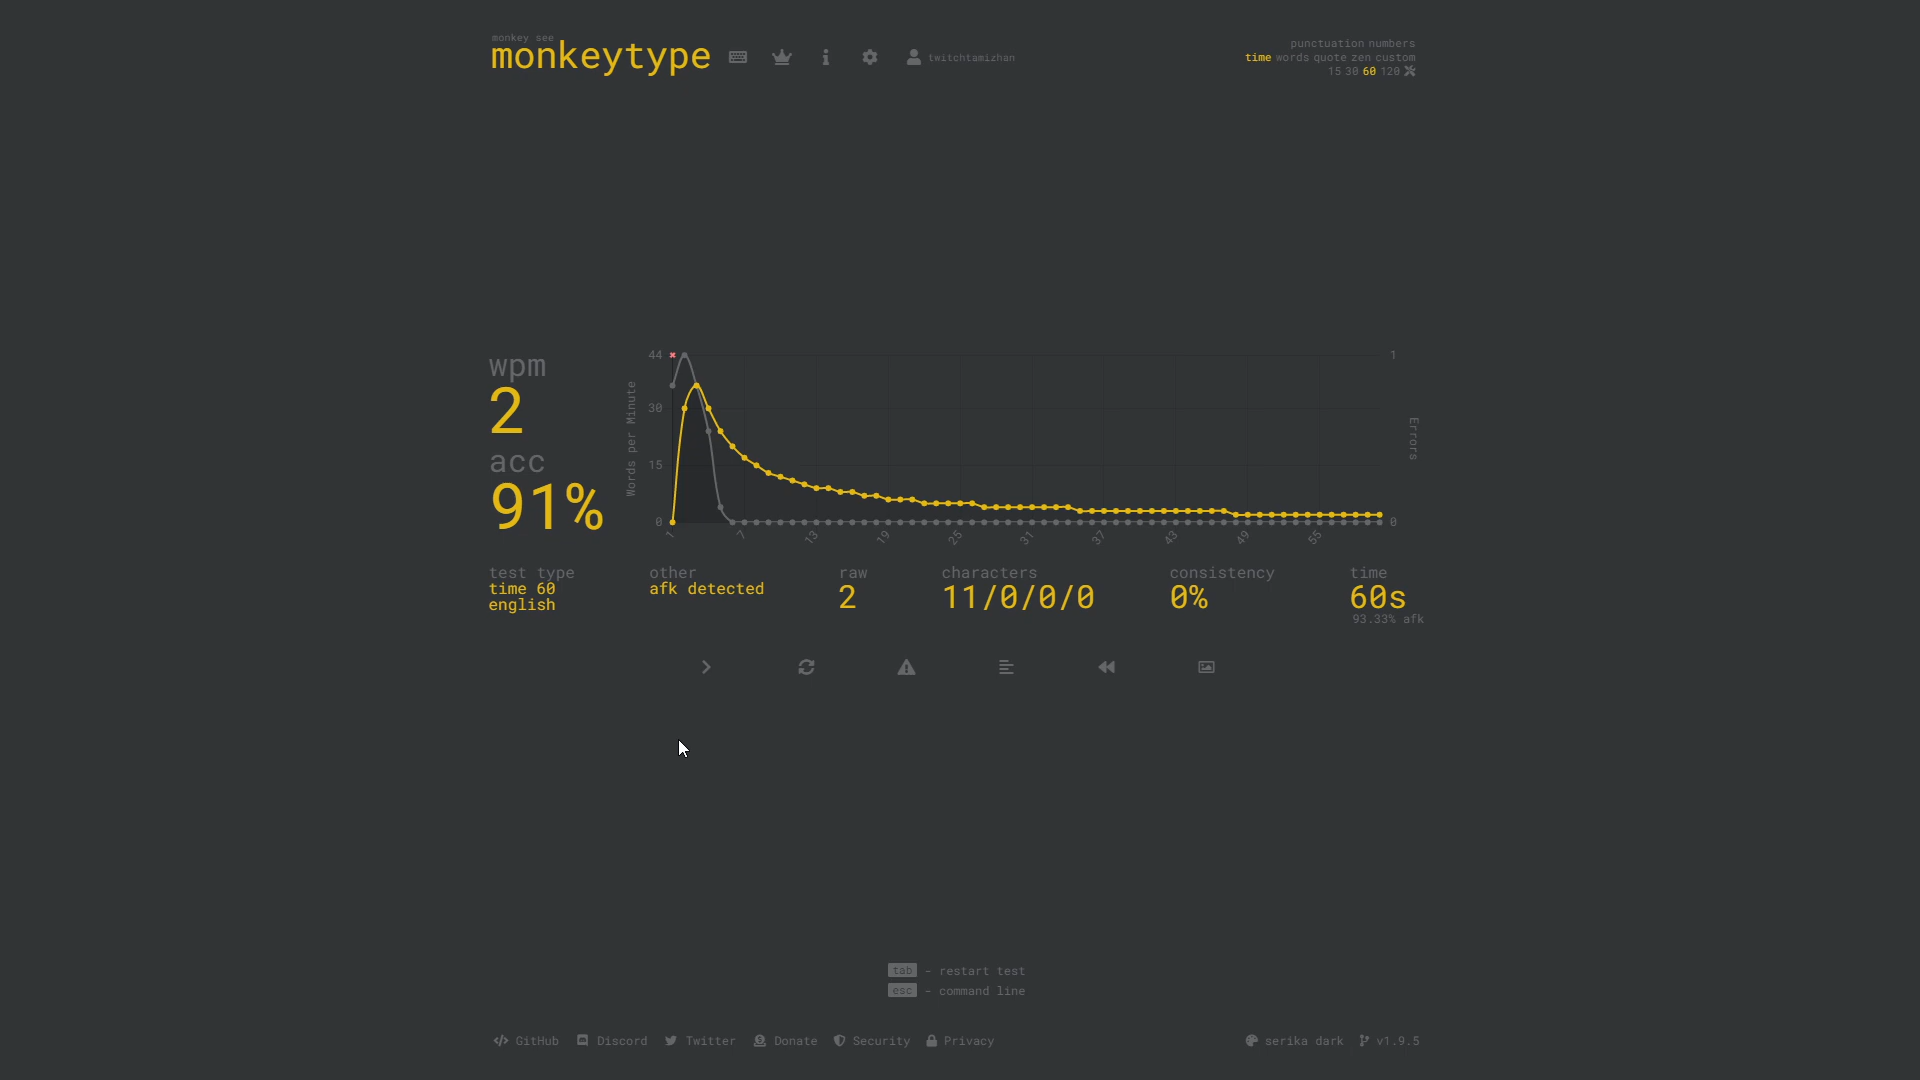 monkey see
monkeytype
twitchtamizhan
punctuation numbers
time words quote zen custom
15 30 60 120
wpm
2
acc
91%
Words per Minute
44
30
15
0
1 7 13 19 25 31 37 43 49 55
1
0
Errors
test type
time 60
english
other
afk detected
raw
2
characters
11/0/0/0
consistency
0%
time
60s
93.33% afk
tab - restart test
esc - command line
GitHub Discord Twitter Donate Security Privacy
serika dark v1.9.5